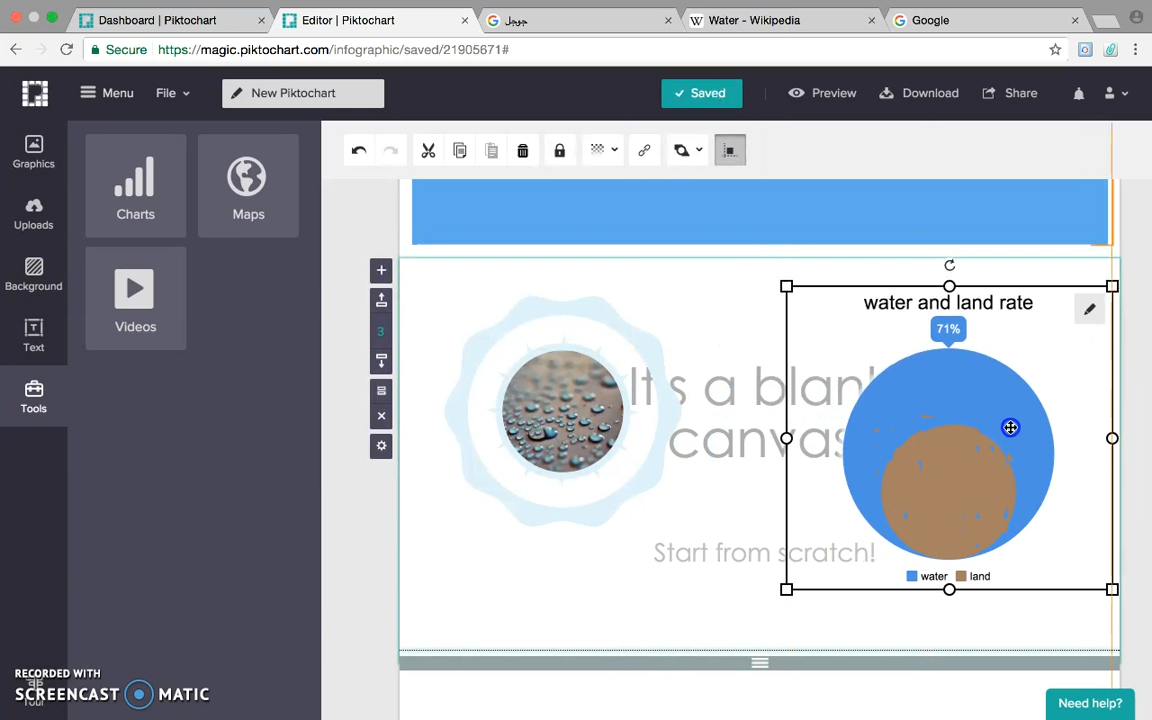 Dashboard | Piktochart
Editor | Piktochart
جوجل
Water - Wikipedia
Google
Secure
https://magic.piktochart.com/infographic/saved/21905671#
Menu
File
New Piktochart
Saved
Preview
Download
Share
Graphics
Uploads
Background
Text
Tools
Charts
Maps
Videos
3
water and land rate
71%
It's a blank
canvas
Start from scratch!
water
land
RECORDED WITH
SCREENCAST MATIC
Need help?